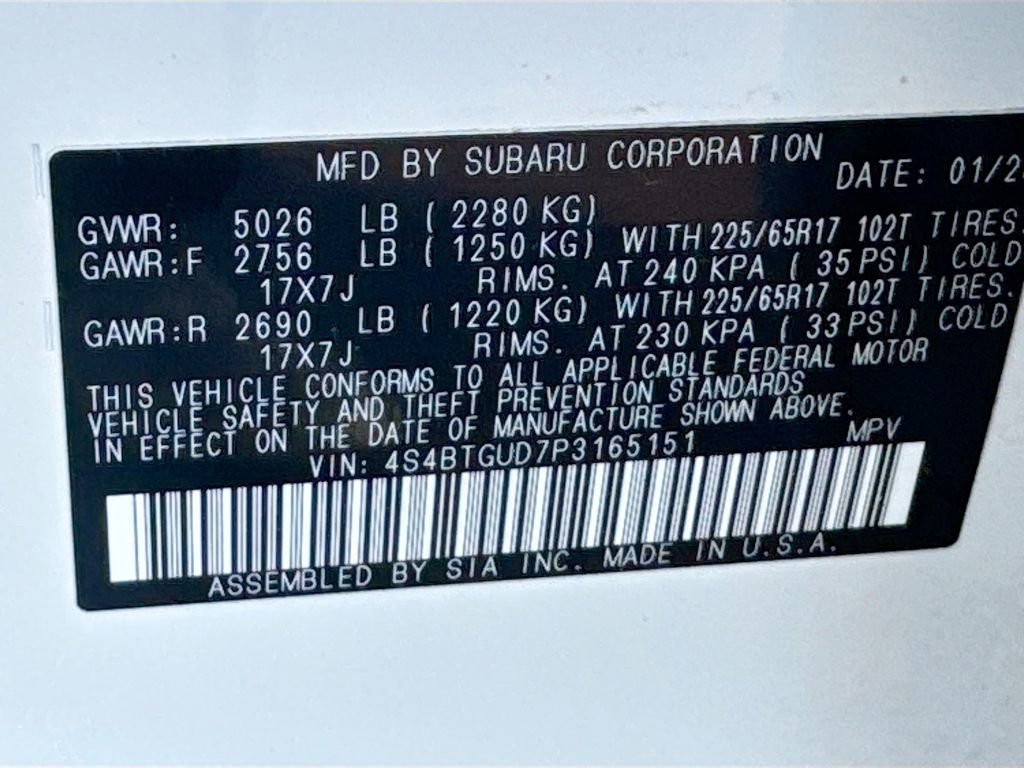 MFD BY SUBARU CORPORATION DATE: 01/2
GVWR: 5026 LB ( 2280 KG)
GAWR:F 2756 LB ( 1250 KG) WITH 225/65R17 102T TIRES.
17X7J RIMS. AT 240 KPA ( 35 PSI) COLD
GAWR:R 2690 LB ( 1220 KG) WITH 225/65R17 102T TIRES.
17X7J RIMS. AT 230 KPA ( 33 PSI) COLD
THIS VEHICLE CONFORMS TO ALL APPLICABLE FEDERAL MOTOR
VEHICLE SAFETY AND THEFT PREVENTION STANDARDS
IN EFFECT ON THE DATE OF MANUFACTURE SHOWN ABOVE.
VIN: 4S4BTGUD7P3165151 MPV
ASSEMBLED BY SIA INC. MADE IN U.S.A.